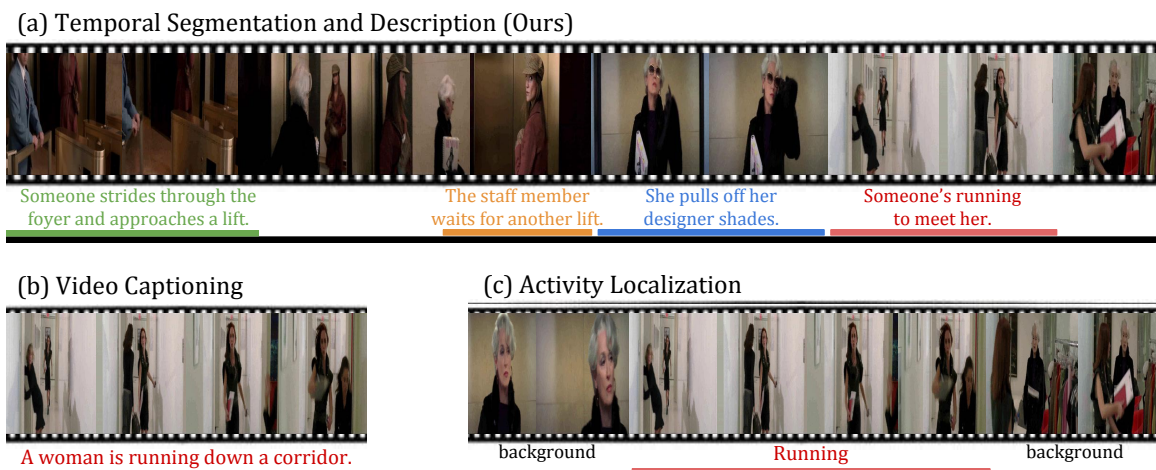 (a) Temporal Segmentation and Description (Ours)
Someone strides through the
foyer and approaches a lift.
The staff member
waits for another lift.
She pulls off her
designer shades.
Someone's running
to meet her.
(b) Video Captioning
A woman is running down a corridor.
(c) Activity Localization
background
Running
background